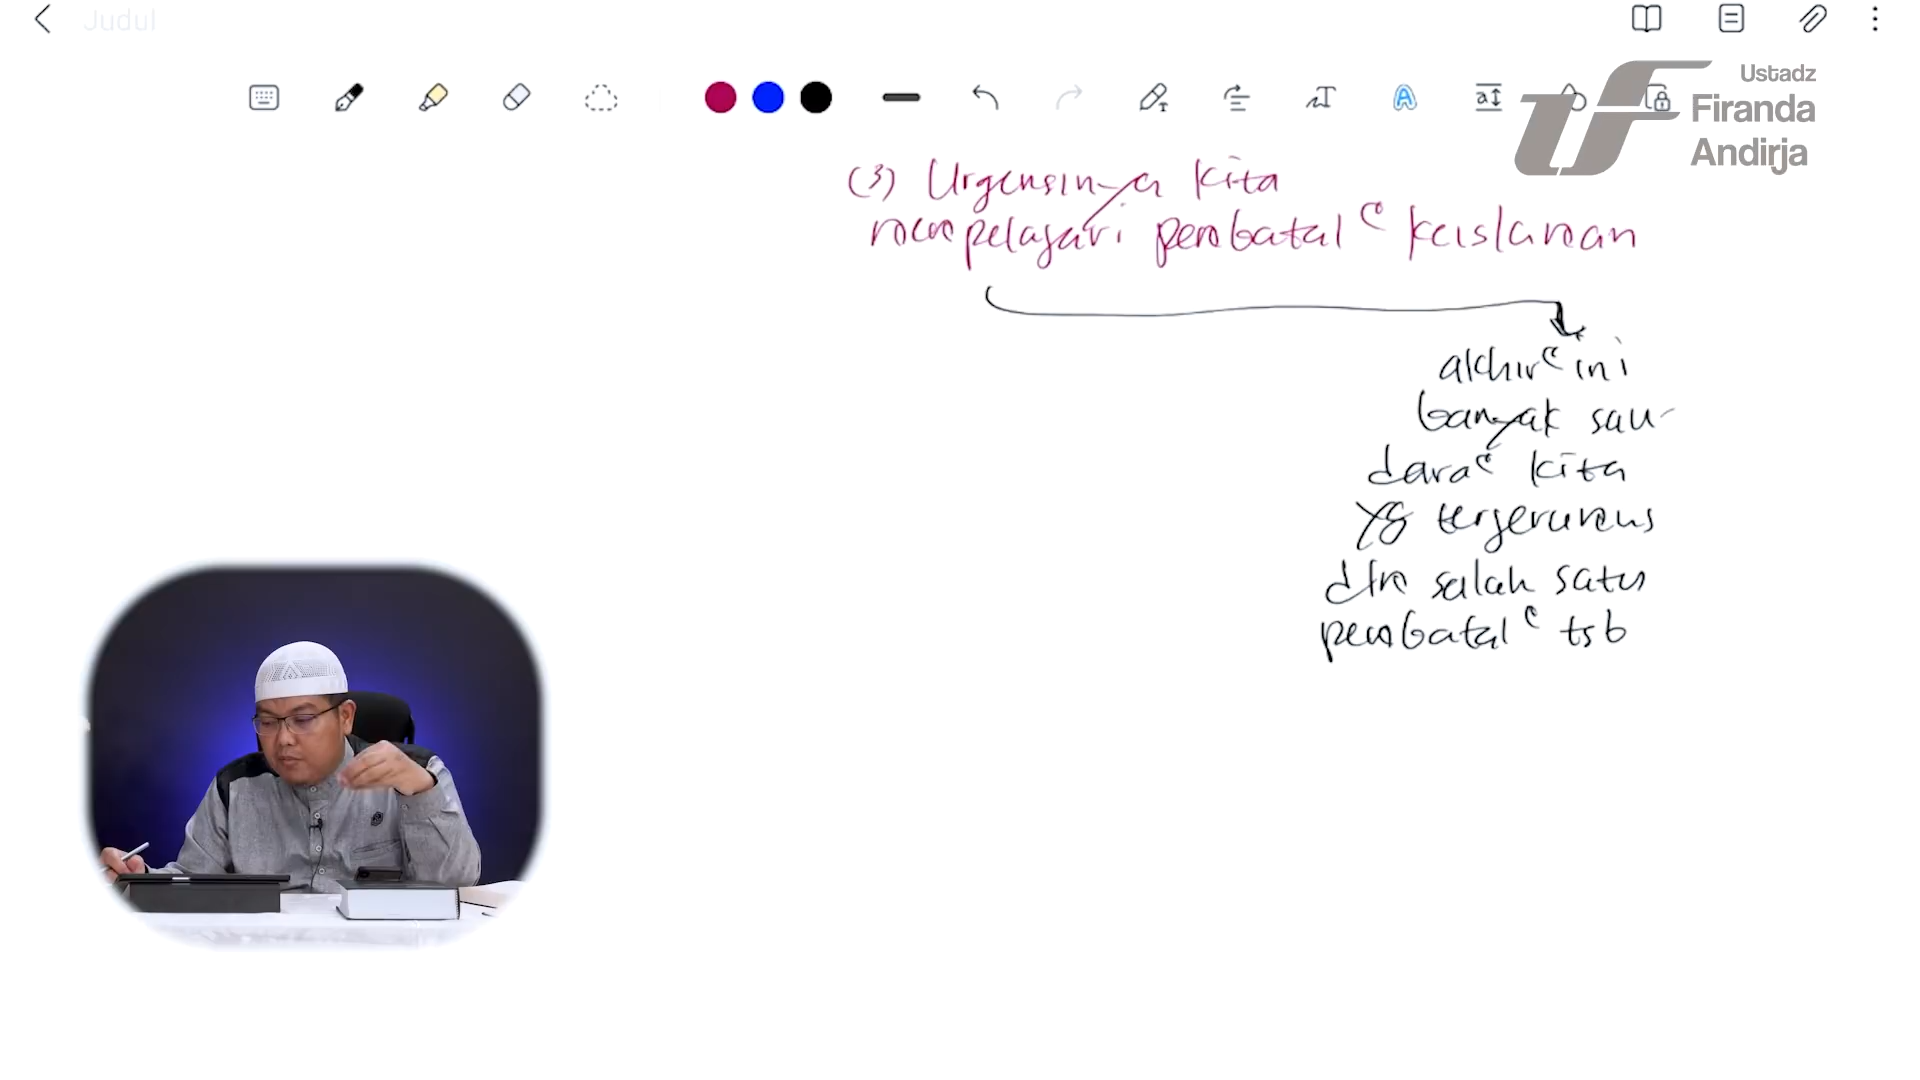 Judul
Ustadz
Firanda
Andirja
(3) Urgensinya kita
mempelajari pembatal² keislaman
akhir² ini
banyak sau-
dara² kita
yg terjerumus
dlm salah satu
pembatal² tsb